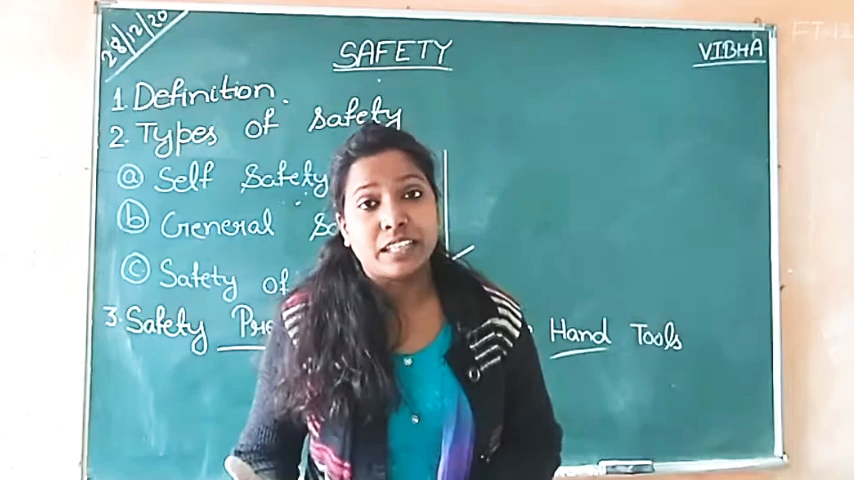 28/12/20
SAFETY
VIBHA
1. Definition.
2. Types of safety
(a) Self Safety
(b) General
(c) Safety of
3. Safety Hand Tools